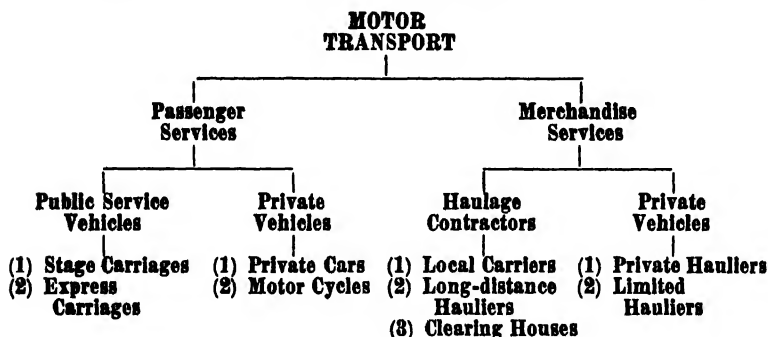 MOTOR
TRANSPORT
Passenger
Services
Merchandise
Services
Public Service
Vehicles
Private
Vehicles
Haulage
Contractors
Private
Vehicles
(1) Stage Carriages
(2) Express
Carriages
(1) Private Cars
(2) Motor Cycles
(1) Local Carriers
(2) Long-distance
Hauliers
(3) Clearing Houses
(1) Private Hauliers
(2) Limited
Hauliers